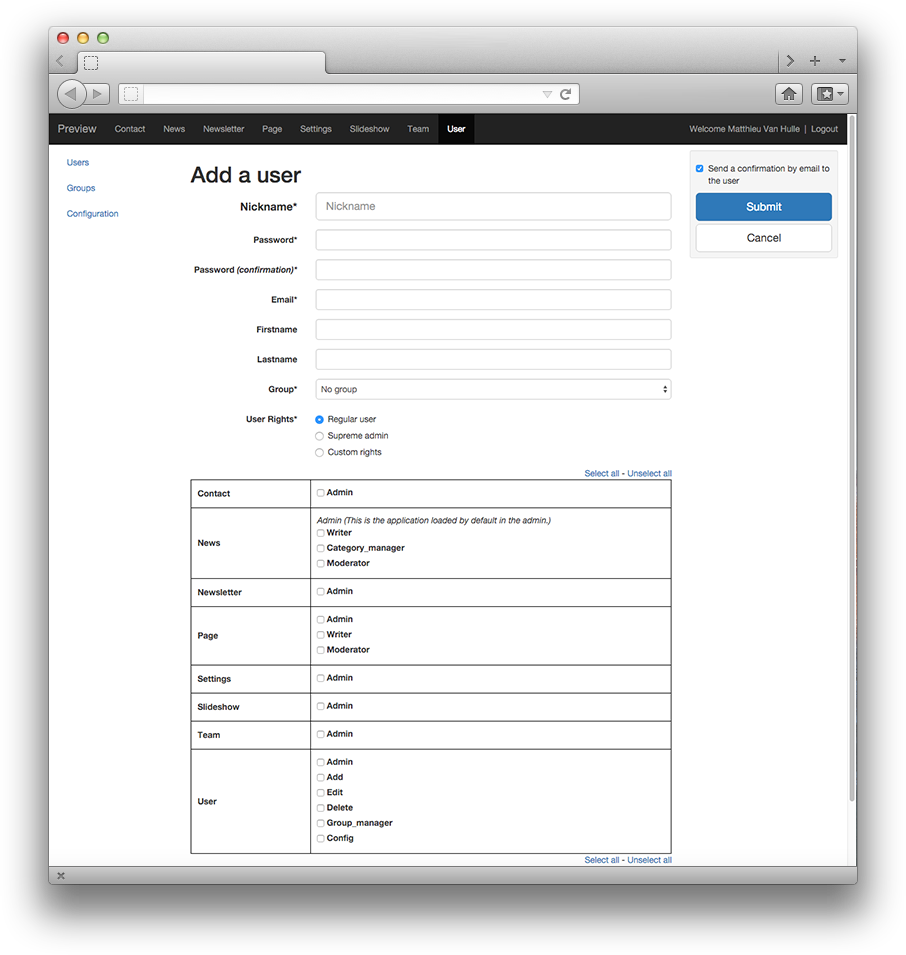 Preview Contact News Newsletter Page Settings Slideshow Team User Welcome Matthieu Van Hulle | Logout
Users
Groups
Configuration
Add a user
Nickname* Nickname
Password*
Password (confirmation)*
Email*
Firstname
Lastname
Group* No group
User Rights* Regular user
Supreme admin
Custom rights
Select all - Unselect all
Contact Admin
News
Admin (This is the application loaded by default in the admin.)
Writer
Category_manager
Moderator
Newsletter Admin
Page
Admin
Writer
Moderator
Settings Admin
Slideshow Admin
Team Admin
User
Admin
Add
Edit
Delete
Group_manager
Config
Select all - Unselect all
Send a confirmation by email to
the user
Submit
Cancel